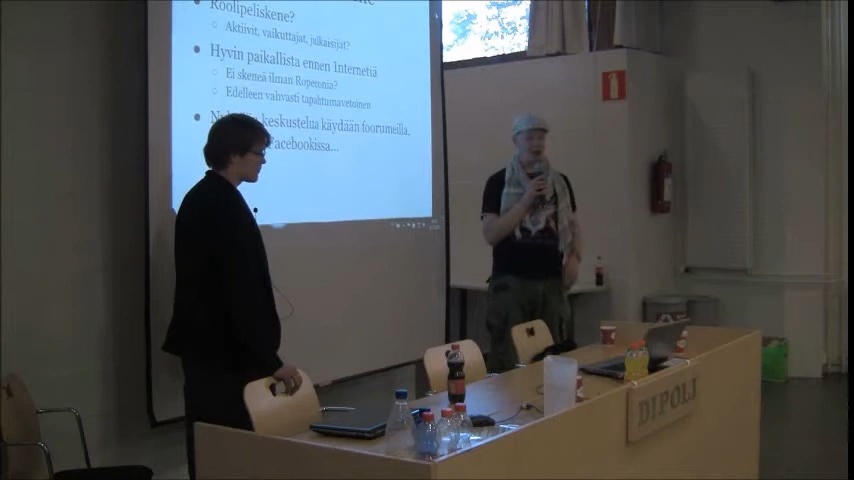 Roolipeliskene?
Aktiivit, vaikuttajat, julkaisijat?
Hyvin paikallista ennen Internetiä
Ei skeneä ilman Ropeconia?
Edelleen vahvasti tapahtumavetoinen
keskustelua käydään foorumeilla,
Facebookissa...
DIPOLI